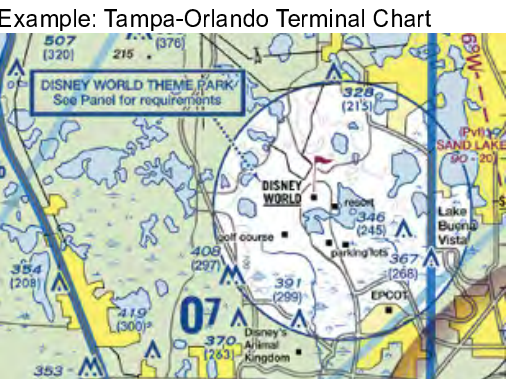 Example: Tampa-Orlando Terminal Chart
507
(320)
(376)
215
DISNEY WORLD THEME PARK
See Panel for requirements
328
(215)
(Pvt)
SAND LAKE
90 - 20
DISNEY
WORLD
resort
346
(245)
Lake
Buena
Vista
golf course
parking lots
367
(268)
408
(297)
354
(208)
391
(299)
EPCOT
419
(300)
07
370
(263)
Disney's
Animal
Kingdom
353